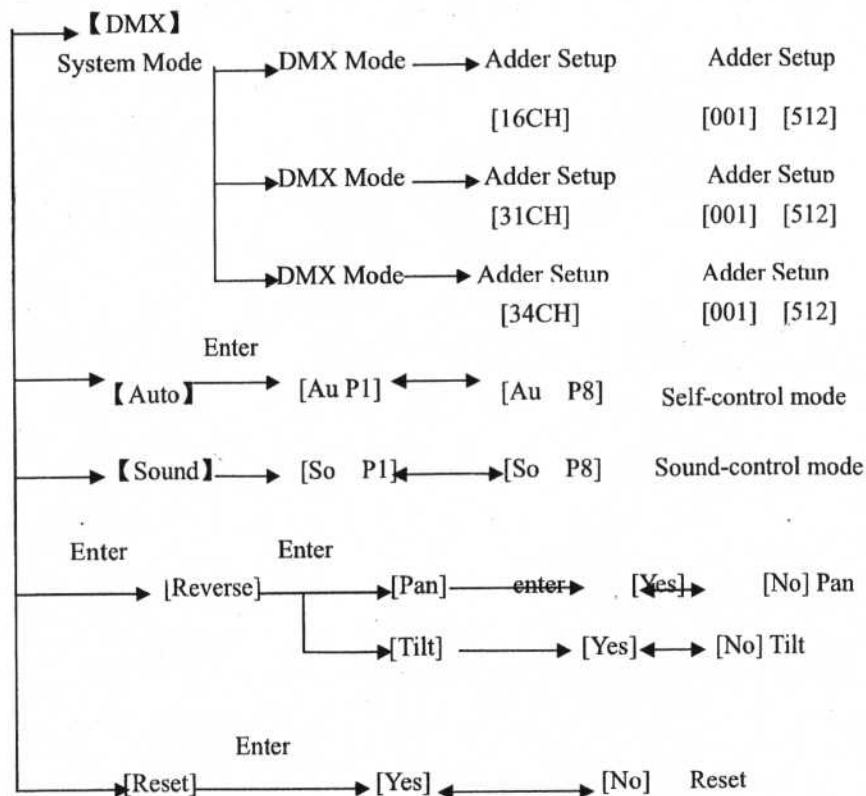 【DMX】
System Mode DMX Mode Adder Setup Adder Setup
[16CH] [001] [512]
DMX Mode Adder Setup Adder Setup
[31CH] [001] [512]
DMX Mode Adder Setup Adder Setup
[34CH] [001] [512]
Enter
【Auto】 [Au P1] [Au P8] Self-control mode
【Sound】 [So P1] [So P8] Sound-control mode
Enter Enter
[Reverse] [Pan] enter [Yes] [No] Pan
[Tilt] [Yes] [No] Tilt
Enter
[Reset] [Yes] [No] Reset